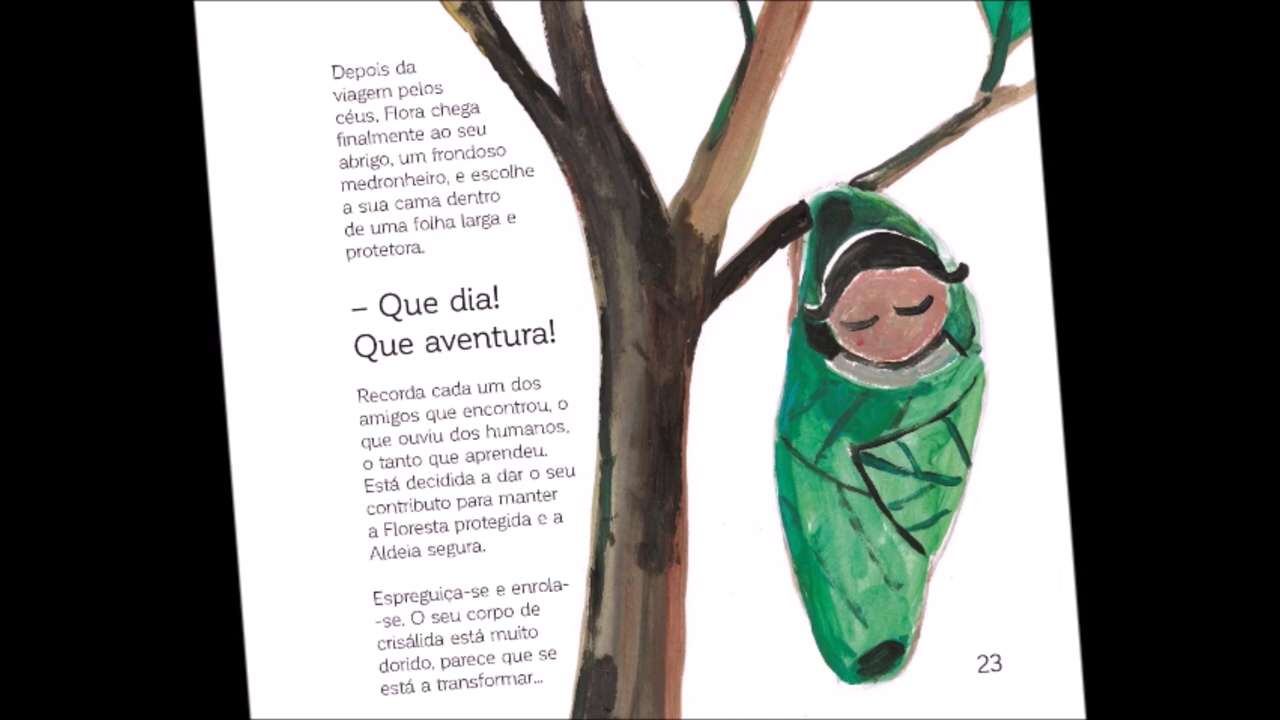 Depois da
viagem pelos
céus, Flora chega
finalmente ao seu
abrigo, um frondoso
medronheiro, e escolhe
a sua cama dentro
de uma folha larga e
protetora.
– Que dia!
Que aventura!
Recorda cada um dos
amigos que encontrou, o
que ouviu dos humanos,
o tanto que aprendeu.
Está decidida a dar o seu
contributo para manter
a Floresta protegida e a
Aldeia segura.
Espreguiça-se e enrola-
-se. O seu corpo de
crisálida está muito
dorido, parece que se
está a transformar...
23